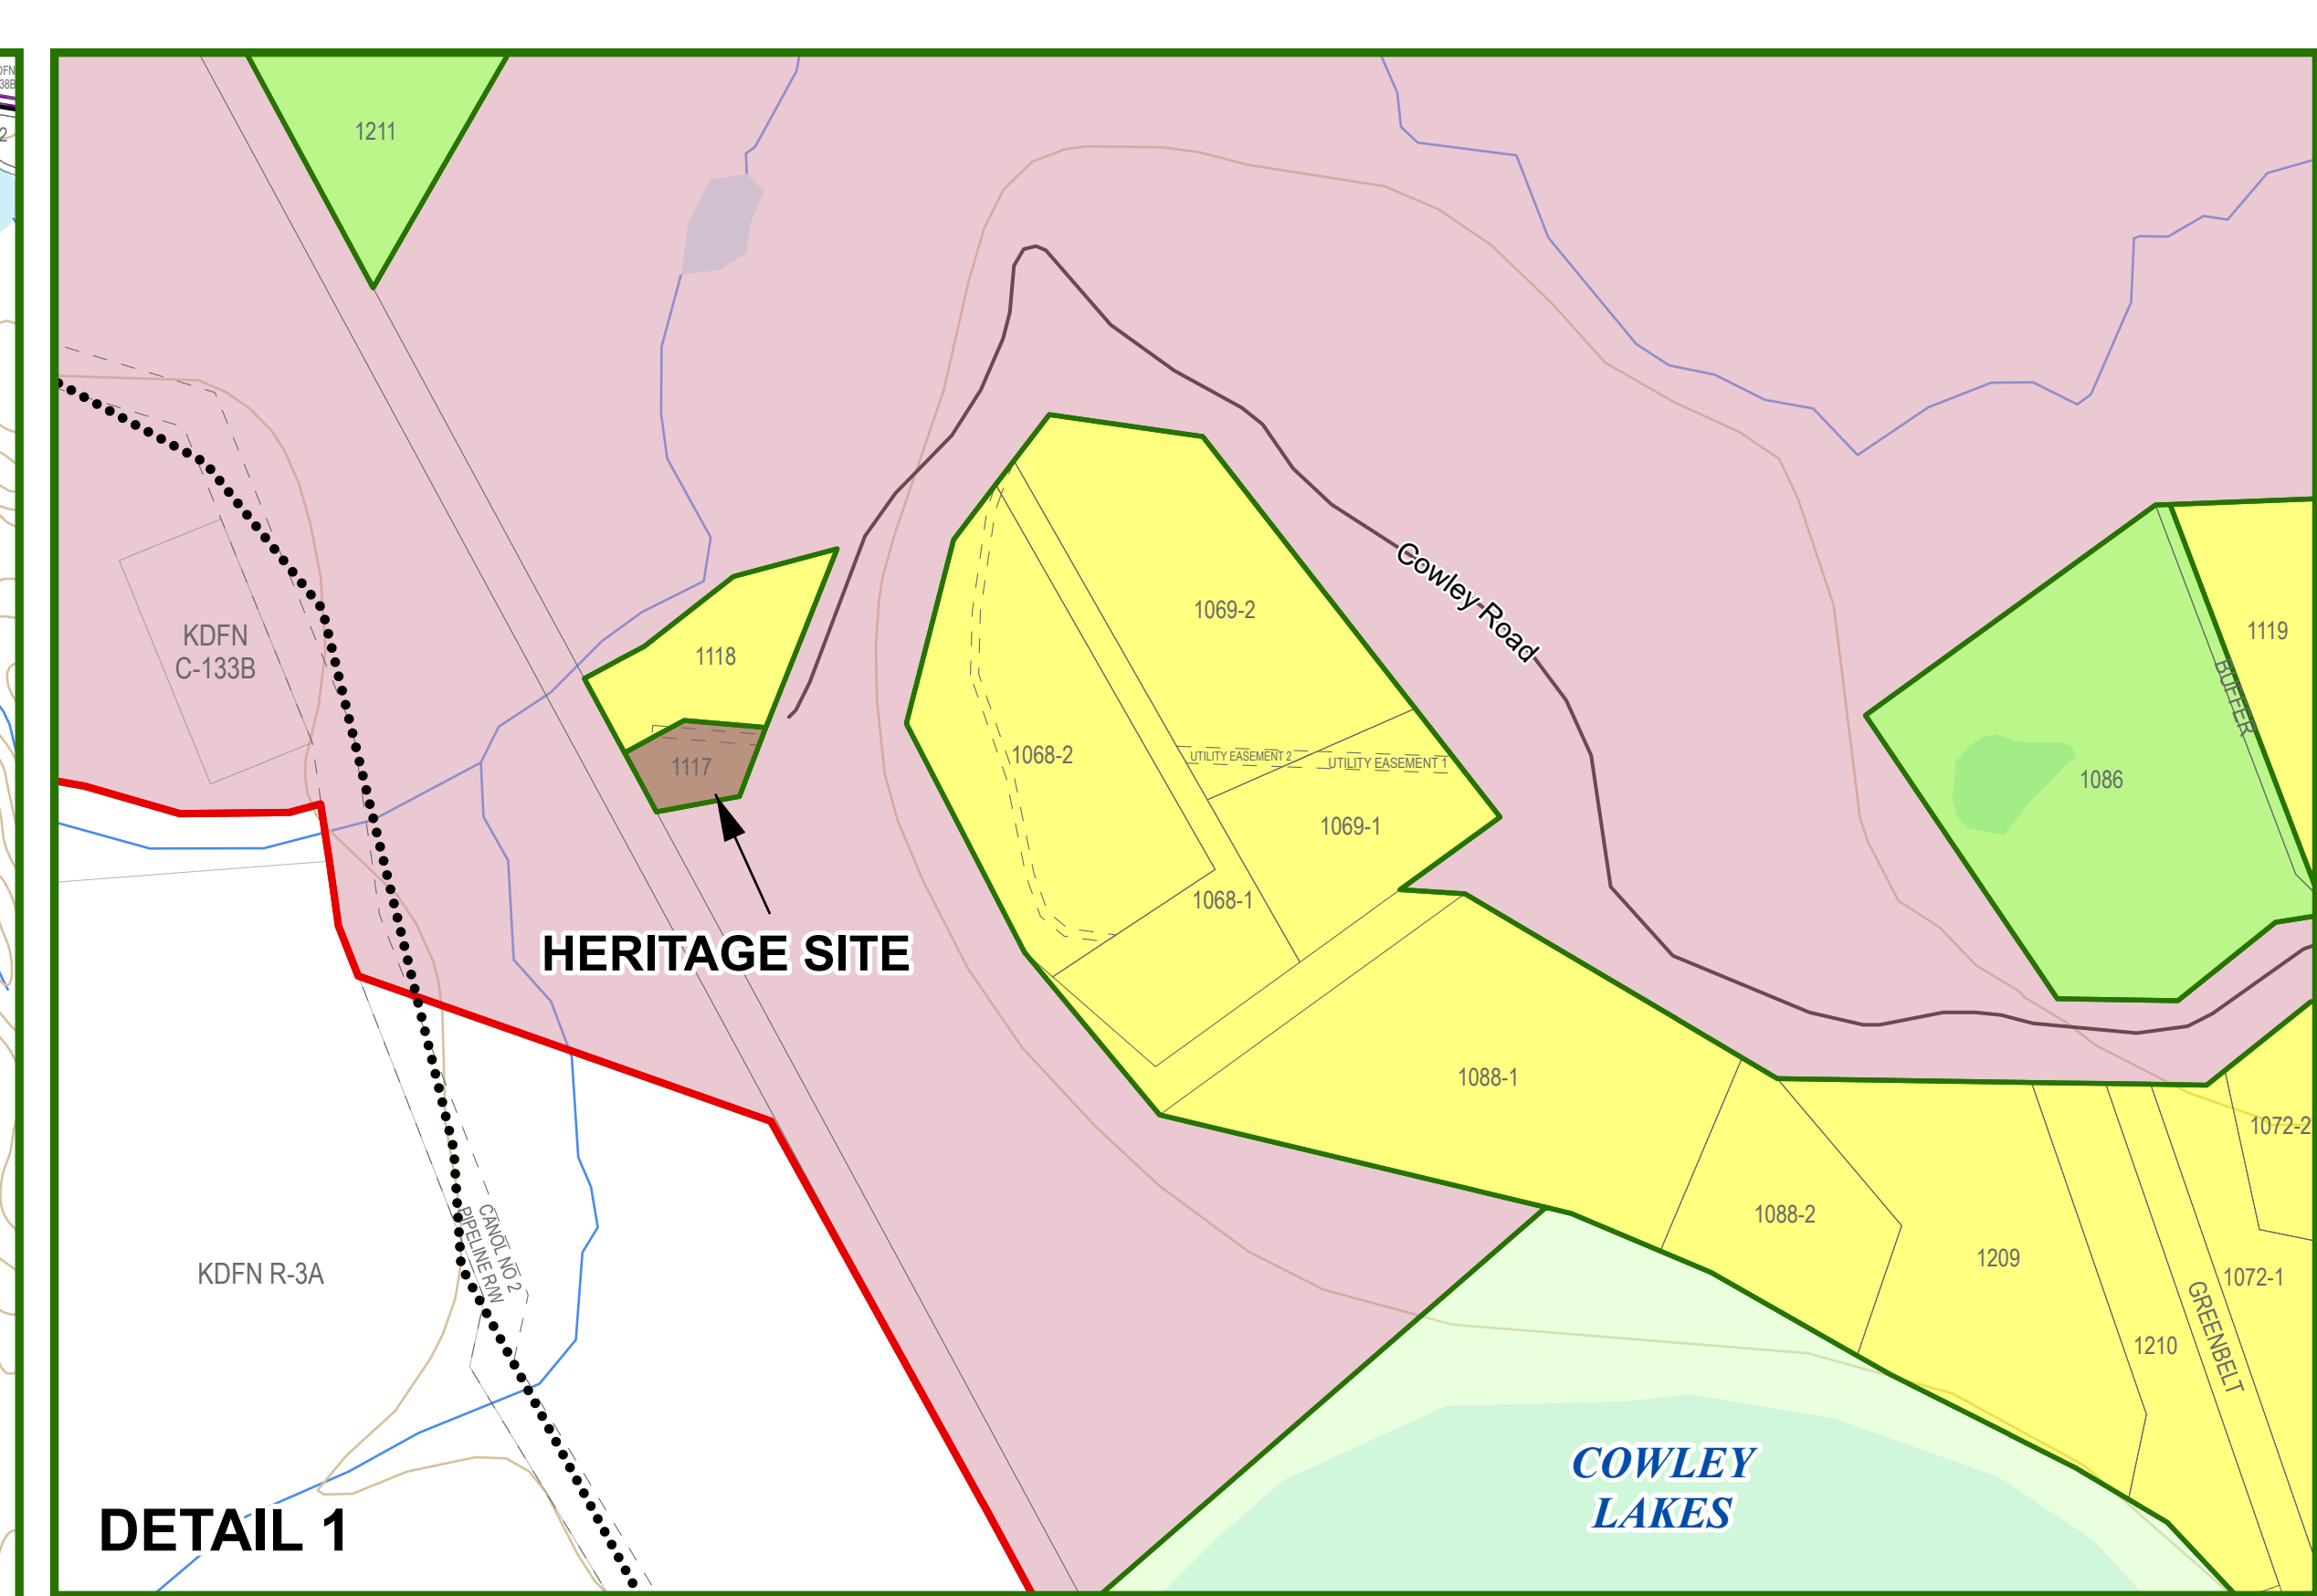 1211
KDFN
C-133B
1118
1117
HERITAGE SITE
1069-2
1068-2
UTILITY EASEMENT 2
UTILITY EASEMENT 1
1069-1
1068-1
Cowley Road
1119
BUFFER
1086
1088-1
1088-2
1209
1072-2
1072-1
1210
GREENBELT
CANOL NO 2
PIPELINE R/W
KDFN R-3A
COWLEY
LAKES
DETAIL 1